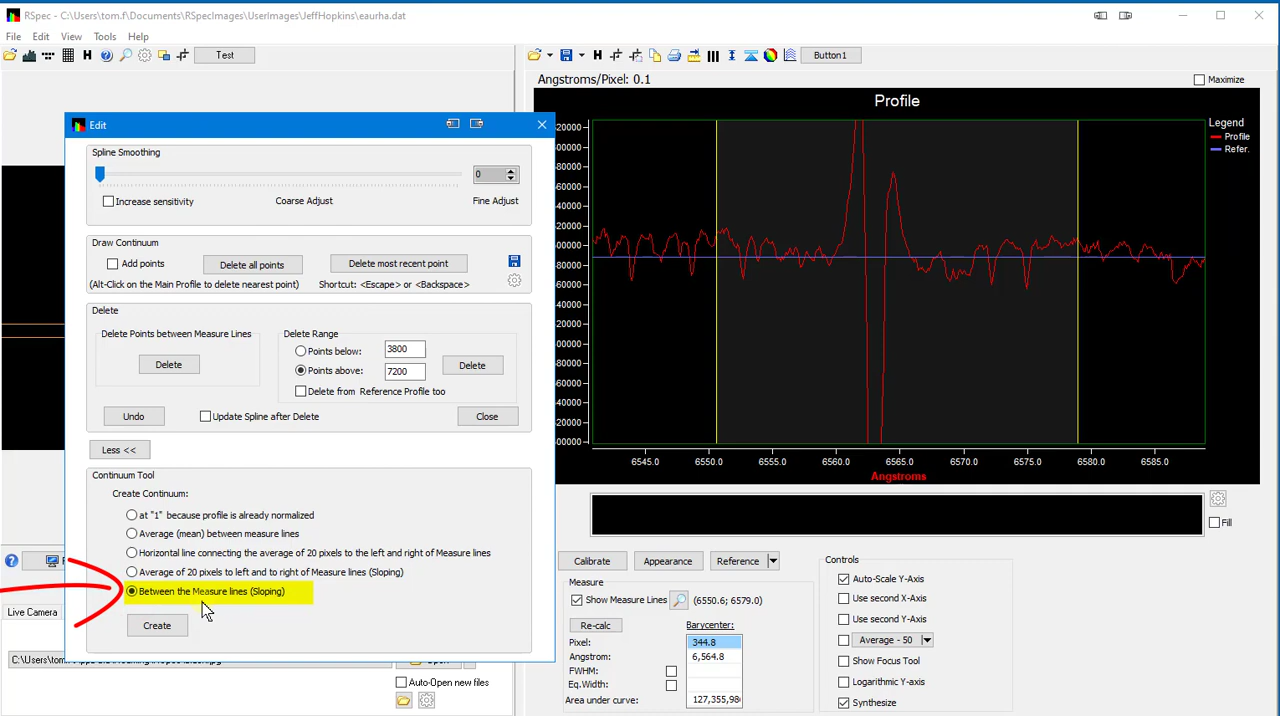 RSpec - C:\Users\tom.f\Documents\RSpecImages\Userimages\JeffHopkins\eaurha.dat
File Edit View Tools Help
Test
Button1
Angstroms/Pixel: 0.1
Maximize
Profile
Legend
Profile
Refer.
820000
800000
780000
760000
740000
720000
700000
6545.0 6550.0 6555.0 6560.0 6565.0 6570.0 6575.0 6580.0 6585.0
Angstroms
Fill
Edit
Spline Smoothing
0
Increase sensitivity Coarse Adjust Fine Adjust
Draw Continuum
Add points Delete all points Delete most recent point
(Alt-Click on the Main Profile to delete nearest point) Shortcut: <Escape> or <Backspace>
Delete
Delete Points between Measure Lines
Delete
Delete Range
Points below: 3800
Points above: 7200
Delete
Delete from Reference Profile too
Undo Update Spline after Delete Close
Less <<
Continuum Tool
Create Continuum:
at "1" because profile is already normalized
Average (mean) between measure lines
Horizontal line connecting the average of 20 pixels to the left and right of Measure lines
Average of 20 pixels to left and to right of Measure lines (Sloping)
Between the Measure lines (Sloping)
Create
Live Camera
Open
Auto-Open new files
Calibrate Appearance Reference
Measure
Show Measure Lines (6550.6; 6579.0)
Re-calc Barycenter:
Pixel: 344.8
Angstrom: 6,564.8
FWHM:
Eq.Width:
Area under curve: 127,355,98
Controls
Auto-Scale Y-Axis
Use second X-Axis
Use second Y-Axis
Average - 50
Show Focus Tool
Logarithmic Y-axis
Synthesize